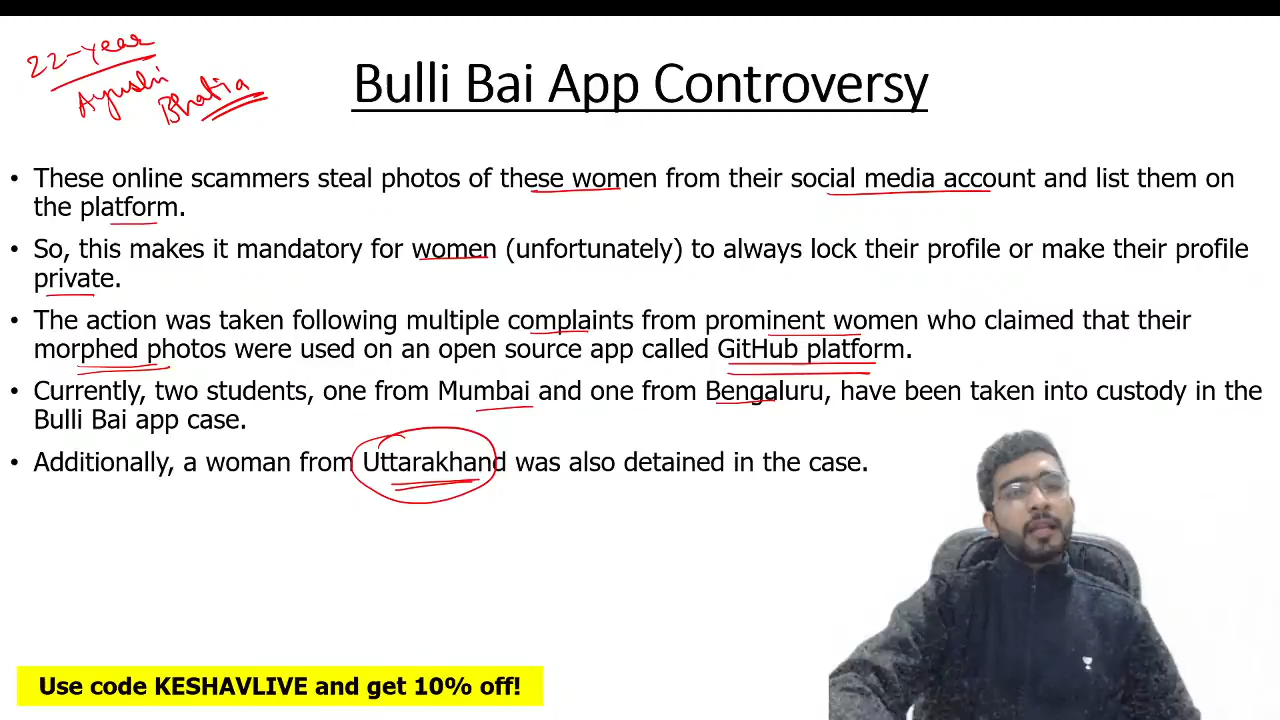 22-year
Ayushi
Bhatia
Bulli Bai App Controversy
• These online scammers steal photos of these women from their social media account and list them on
the platform.
• So, this makes it mandatory for women (unfortunately) to always lock their profile or make their profile
private.
• The action was taken following multiple complaints from prominent women who claimed that their
morphed photos were used on an open source app called GitHub platform.
• Currently, two students, one from Mumbai and one from Bengaluru, have been taken into custody in the
Bulli Bai app case.
• Additionally, a woman from Uttarakhand was also detained in the case.
Use code KESHAVLIVE and get 10% off!